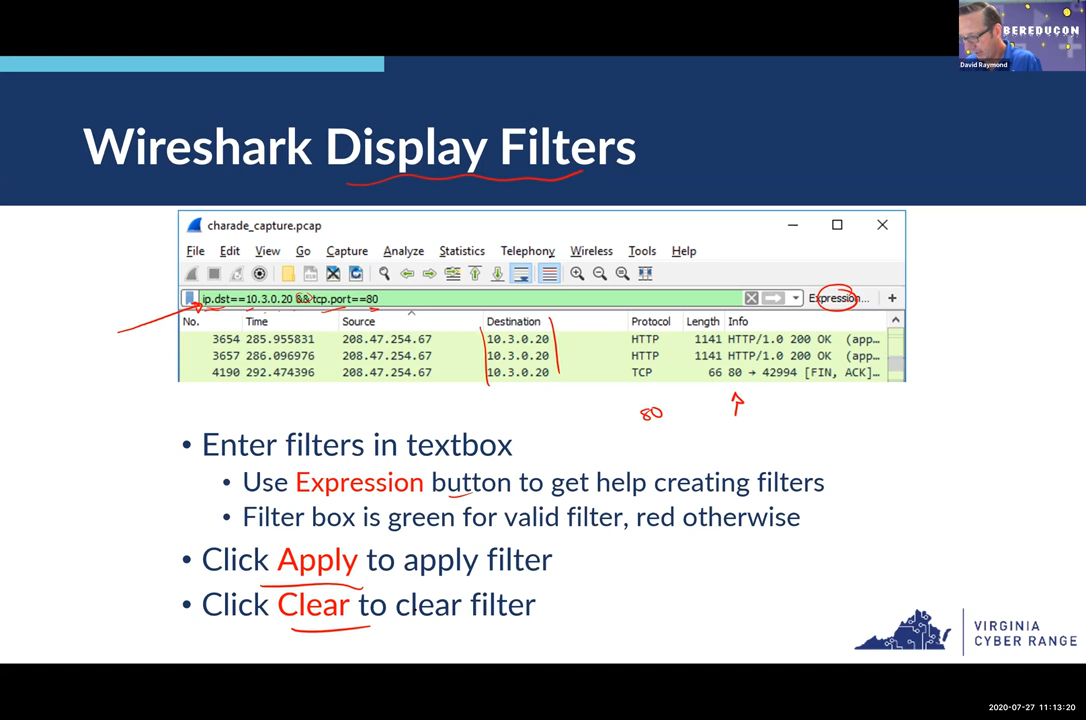 BEREDUCON
David Raymond
Wireshark Display Filters
charade_capture.pcap
File Edit View Go Capture Analyze Statistics Telephony Wireless Tools Help
ip.dst==10.3.0.20 && tcp.port==80 Expression... +
No. Time Source Destination Protocol Length Info
3654 285.955831 208.47.254.67 10.3.0.20 HTTP 1141 HTTP/1.0 200 OK (app...
3657 286.096976 208.47.254.67 10.3.0.20 HTTP 1141 HTTP/1.0 200 OK (app...
4190 292.474396 208.47.254.67 10.3.0.20 TCP 66 80 → 42994 [FIN, ACK]...
80
• Enter filters in textbox
• Use Expression button to get help creating filters
• Filter box is green for valid filter, red otherwise
• Click Apply to apply filter
• Click Clear to clear filter
VIRGINIA
CYBER RANGE
2020-07-27 11:13:20